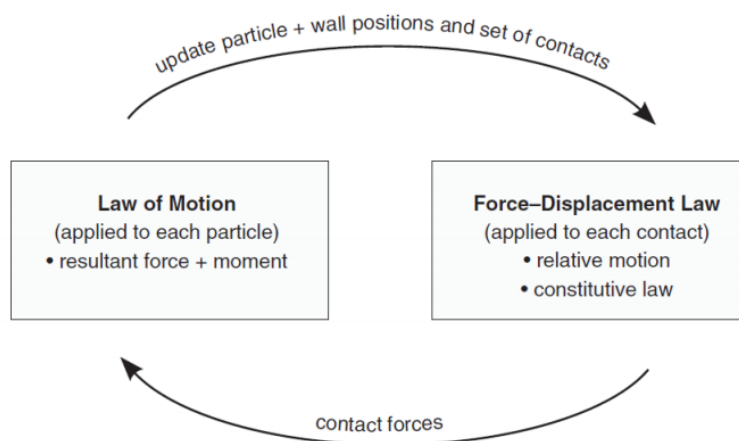 update particle + wall positions and set of contacts
Law of Motion
(applied to each particle)
• resultant force + moment
Force–Displacement Law
(applied to each contact)
• relative motion
• constitutive law
contact forces